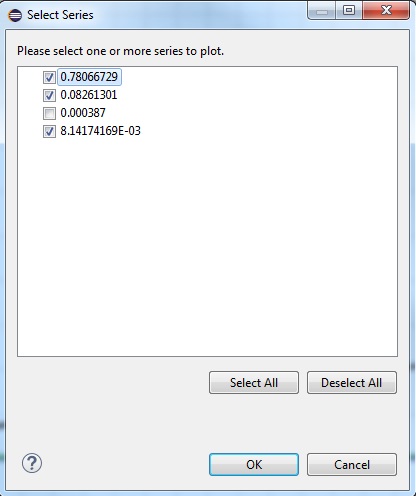 Select Series
Please select one or more series to plot.
0.78066729
0.08261301
0.000387
8.14174169E-03
Select All
Deselect All
OK
Cancel